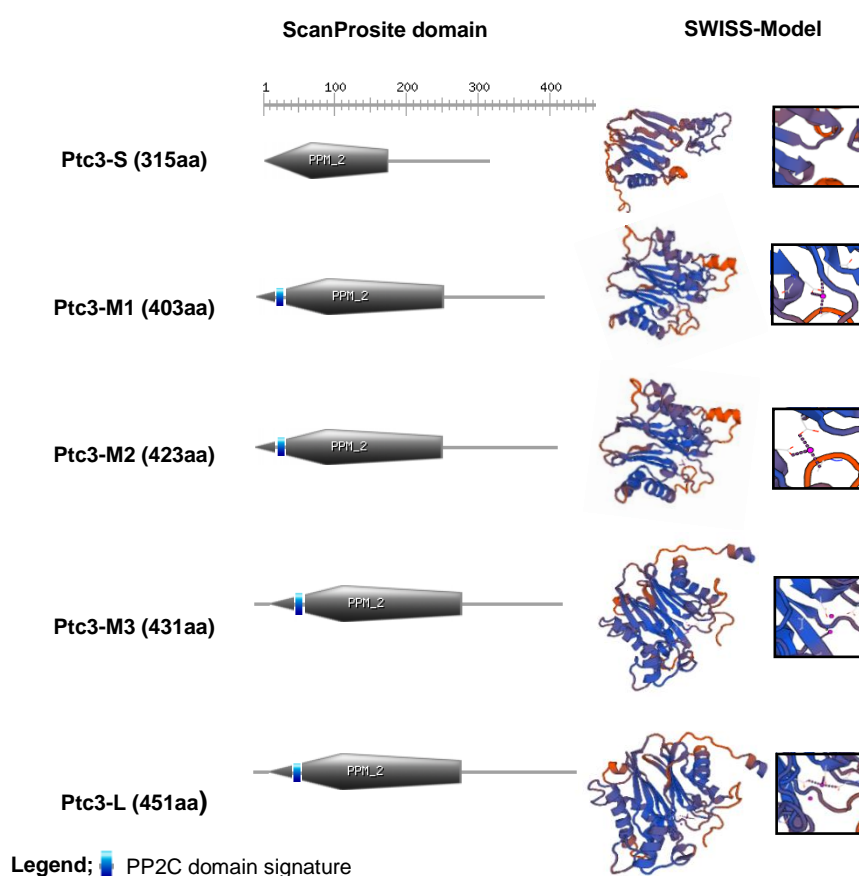 ScanProsite domain SWISS-Model
1 100 200 300 400
Ptc3-S (315aa) PPM_2
Ptc3-M1 (403aa) PPM_2
Ptc3-M2 (423aa) PPM_2
Ptc3-M3 (431aa) PPM_2
Ptc3-L (451aa) PPM_2
Legend; PP2C domain signature